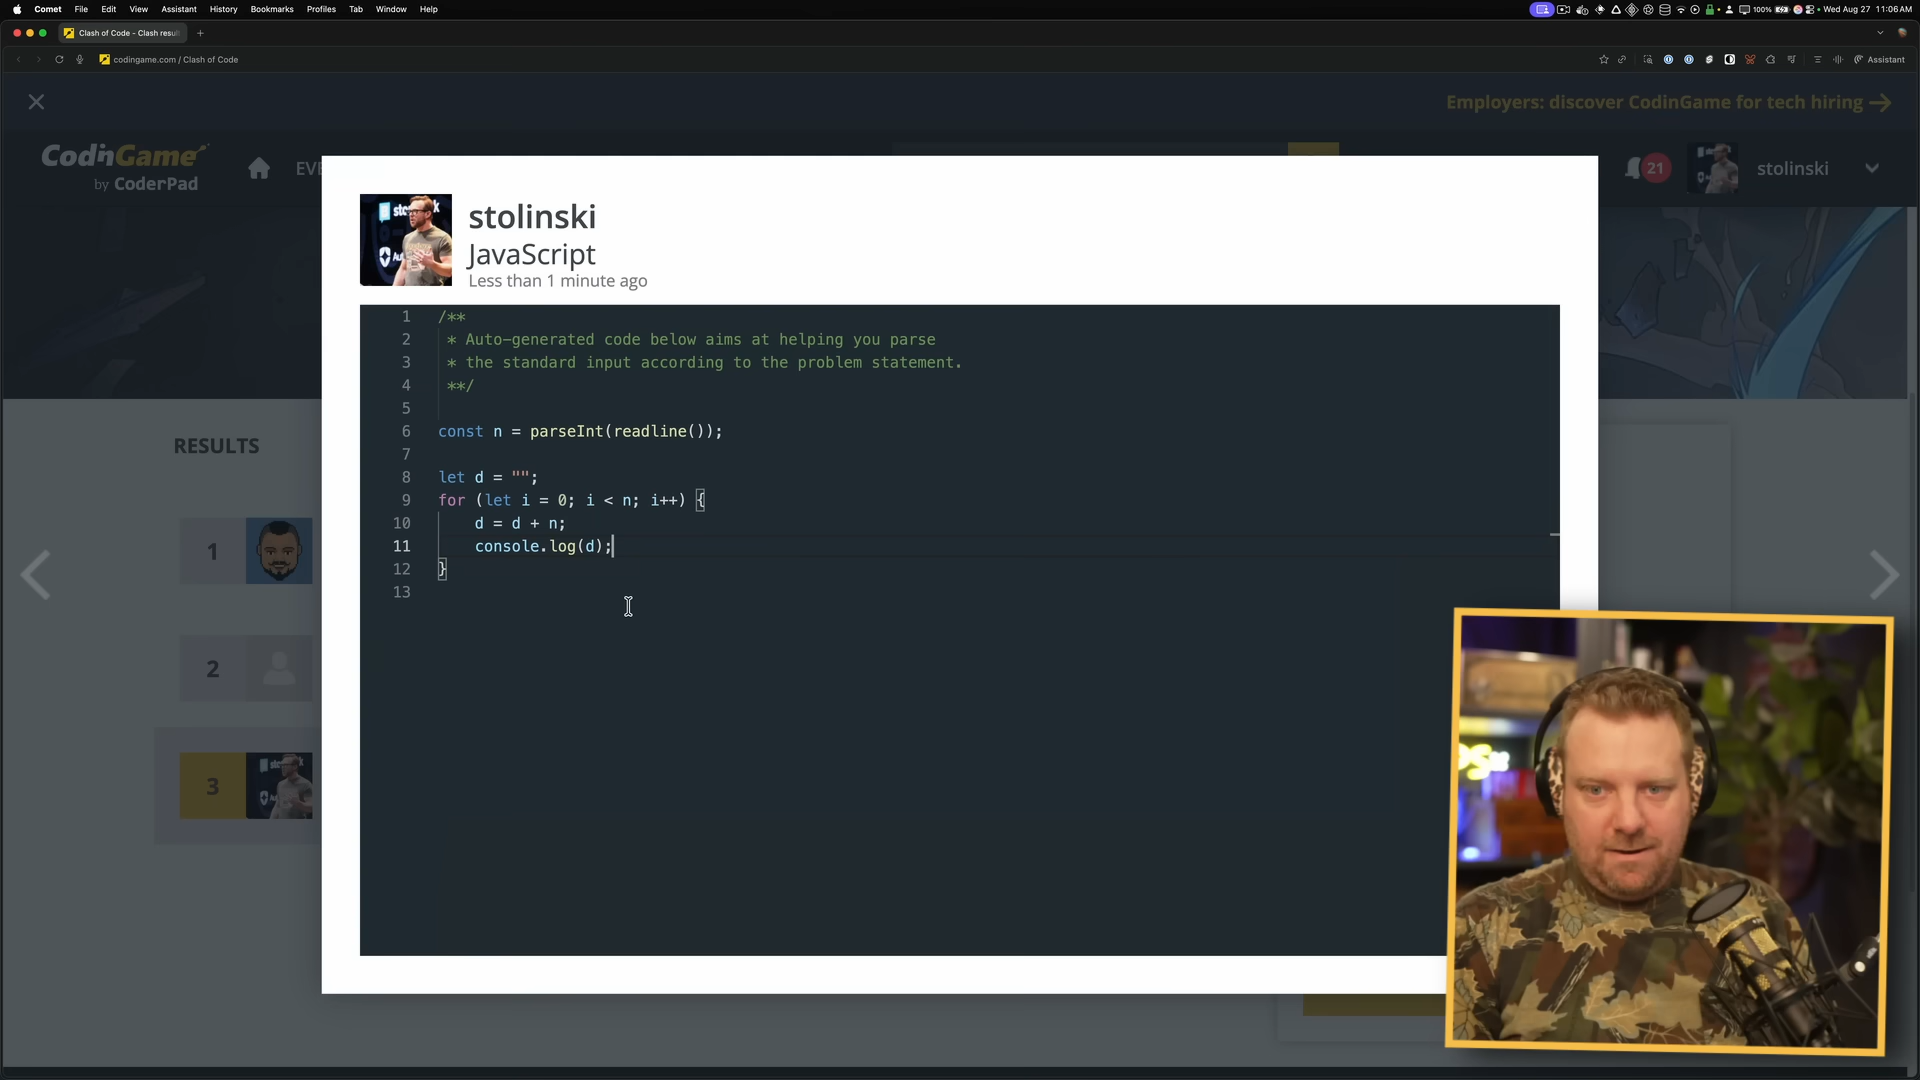 Comet File Edit View Assistant History Bookmarks Profiles Tab Window Help
100% Wed Aug 27 11:06AM
Clash of Code - Clash resul
codingame.com / Clash of Code
Assistant
Employers: discover CodinGame for tech hiring
CodinGame
by CoderPad
EVE
21
stolinski
stolinski
JavaScript
Less than 1 minute ago
RESULTS
1
2
3
1 /**
2 * Auto-generated code below aims at helping you parse
3 * the standard input according to the problem statement.
4 **/
5
6 const n = parseInt(readline());
7
8 let d = "";
9 for (let i = 0; i < n; i++) {
10 d = d + n;
11 console.log(d);
12 }
13